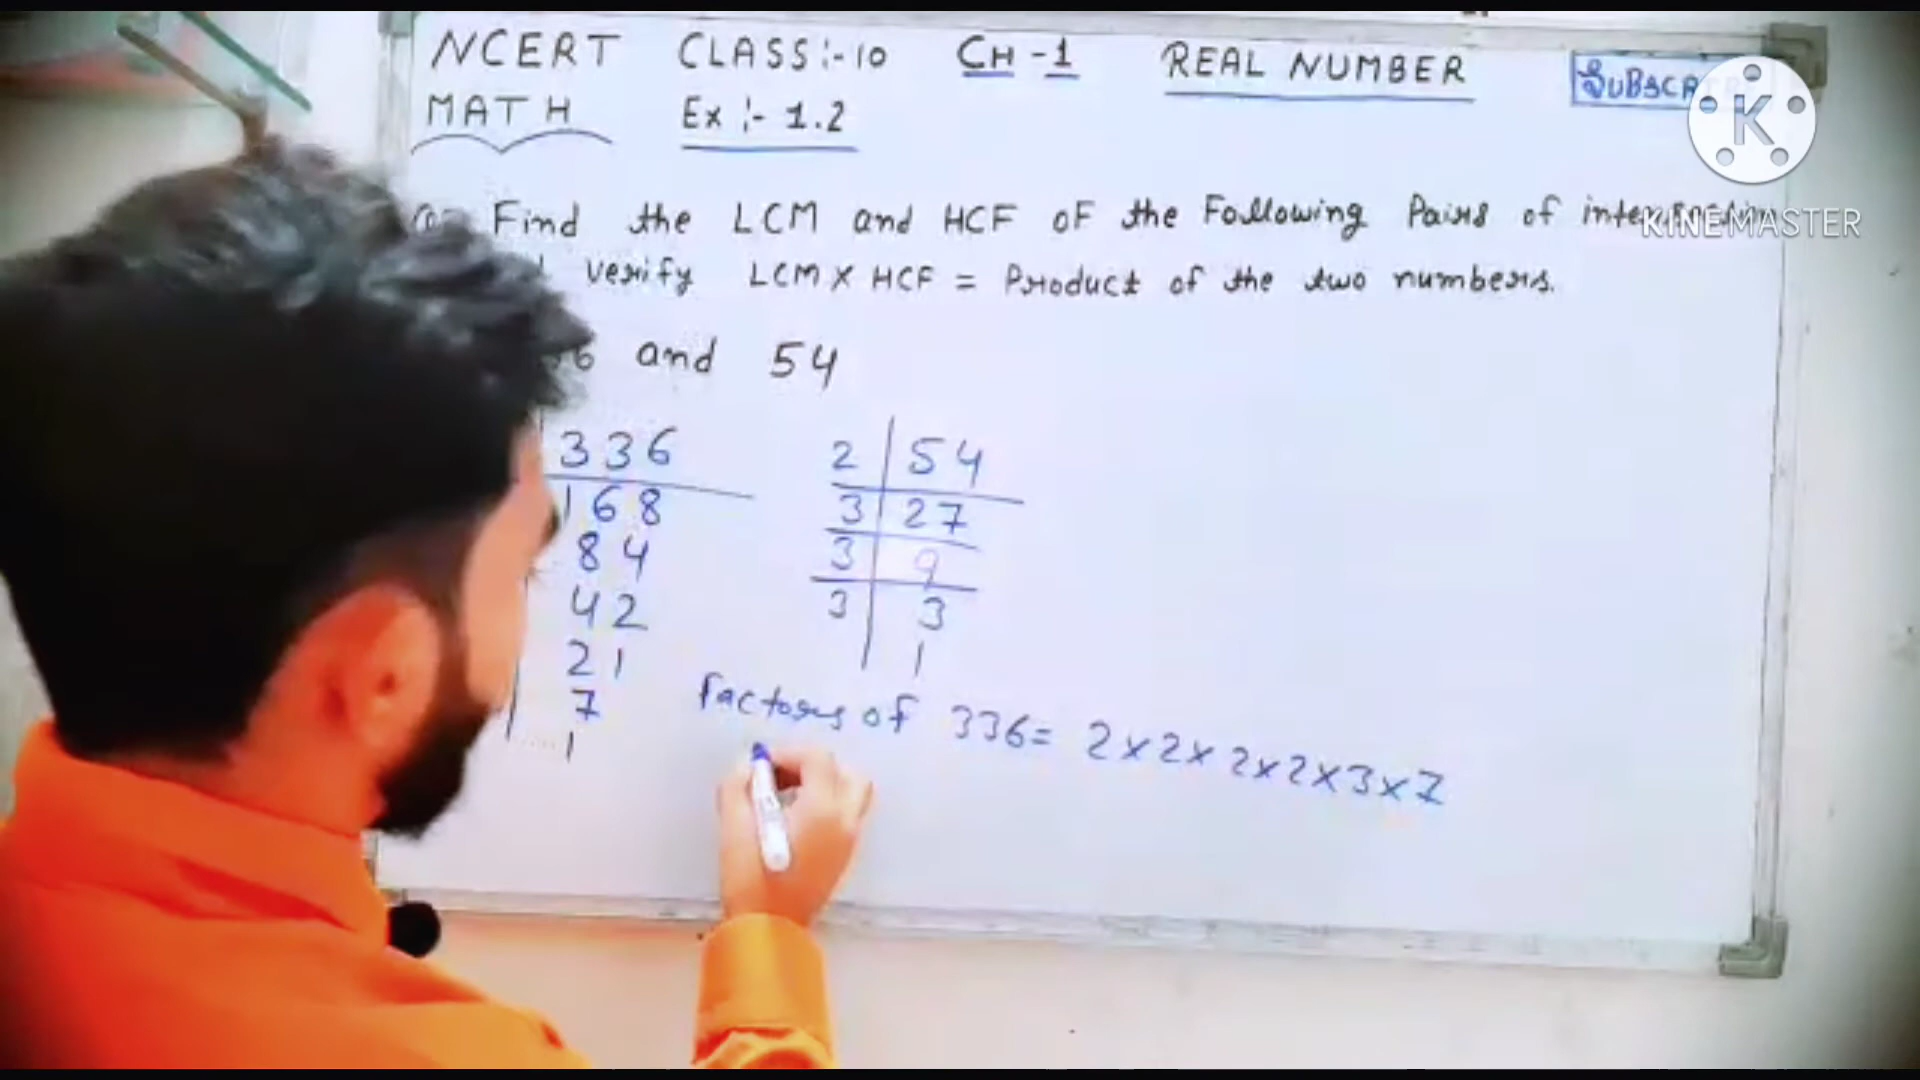 NCERT CLASS:-10 CH-1 REAL NUMBER
MATH Ex:- 1.2
Find the LCM and HCF OF the Following Pairs of
verify LCM X HCF = Product of the two numbers.
6 and 54
336
168
84
42
21
7
1
2 54
3 27
3 9
3 3
1
Factors of 336= 2x2x2x2x3x7
K
KINEMASTER